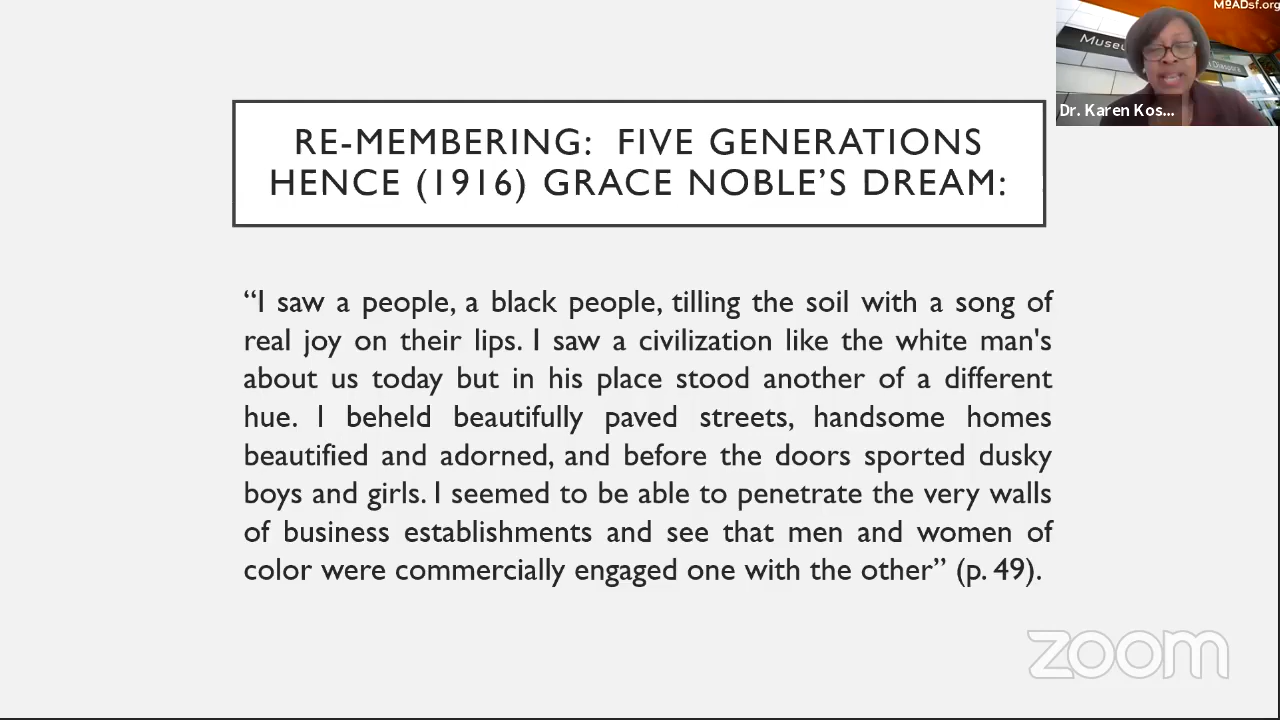 MoADsf.org
Museu
Diaspora
Dr. Karen Kos...
RE-MEMBERING: FIVE GENERATIONS
HENCE (1916) GRACE NOBLE’S DREAM:
“I saw a people, a black people, tilling the soil with a song of
real joy on their lips. I saw a civilization like the white man's
about us today but in his place stood another of a different
hue. I beheld beautifully paved streets, handsome homes
beautified and adorned, and before the doors sported dusky
boys and girls. I seemed to be able to penetrate the very walls
of business establishments and see that men and women of
color were commercially engaged one with the other” (p. 49).
zoom